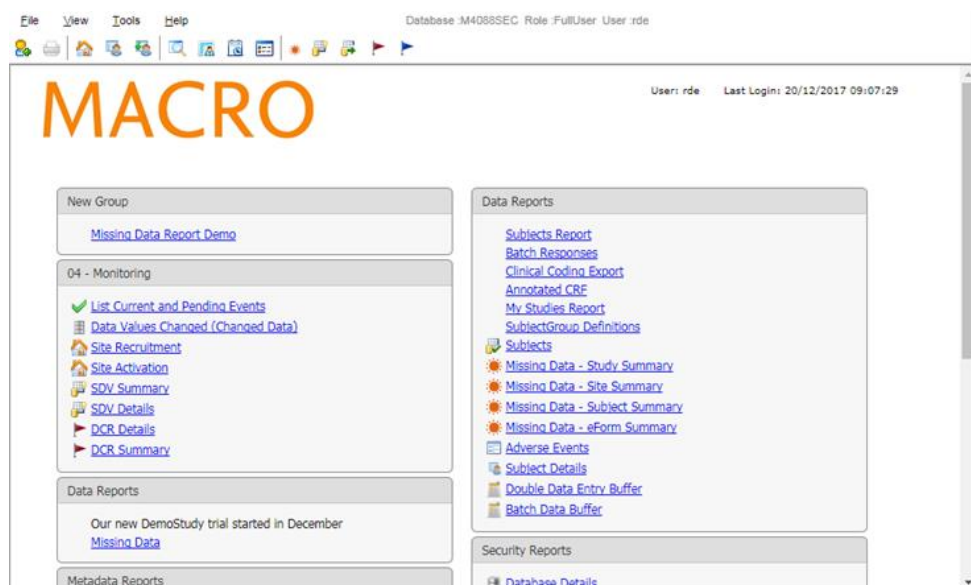 File View Tools Help Database :M4088SEC Role :FullUser User :rde
MACRO
User: rde Last Login: 20/12/2017 09:07:29
New Group
Missing Data Report Demo
04 - Monitoring
List Current and Pending Events
Data Values Changed (Changed Data)
Site Recruitment
Site Activation
SDV Summary
SDV Details
DCR Details
DCR Summary
Data Reports
Our new DemoStudy trial started in December
Missing Data
Metadata Reports
Data Reports
Subjects Report
Batch Responses
Clinical Coding Export
Annotated CRF
My Studies Report
SubjectGroup Definitions
Subjects
Missing Data - Study Summary
Missing Data - Site Summary
Missing Data - Subject Summary
Missing Data - eForm Summary
Adverse Events
Subject Details
Double Data Entry Buffer
Batch Data Buffer
Security Reports
Database Details